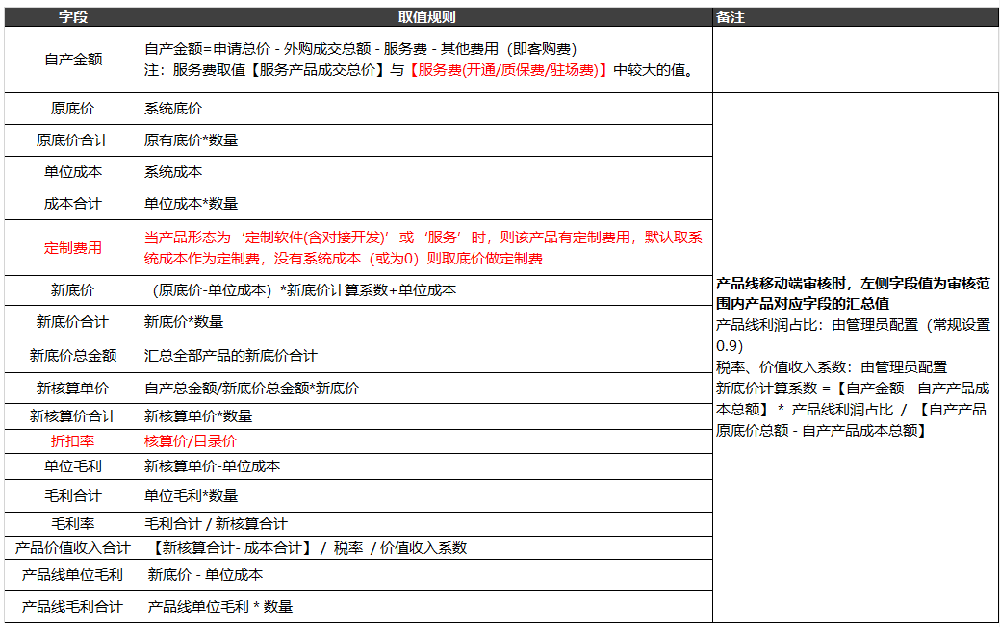 字段 取值规则 备注
自产金额
自产金额=申请总价 - 外购成交总额 - 服务费 - 其他费用（即客购费）
注：服务费取值【服务产品成交总价】与【服务费(开通/质保费/驻场费)】中较大的值。
原底价 系统底价
原底价合计 原有底价*数量
单位成本 系统成本
成本合计 单位成本*数量
定制费用
当产品形态为‘定制软件(含对接开发)’或‘服务’时，则该产品有定制费用，默认取系
统成本作为定制费，没有系统成本（或为0）则取底价做定制费
新底价 （原底价-单位成本）*新底价计算系数+单位成本
新底价合计 新底价*数量
新底价总金额 汇总全部产品的新底价合计
新核算单价 自产总金额/新底价总金额*新底价
新核算价合计 新核算单价*数量
折扣率 核算价/目录价
单位毛利 新核算单价-单位成本
毛利合计 单位毛利*数量
毛利率 毛利合计 / 新核算合计
产品价值收入合计 【新核算合计- 成本合计】 / 税率 / 价值收入系数
产品线单位毛利 新底价 - 单位成本
产品线毛利合计 产品线单位毛利 * 数量
产品线移动端审核时，左侧字段值为审核范
围内产品对应字段的汇总值
产品线利润占比：由管理员配置（常规设置
0.9）
税率、价值收入系数：由管理员配置
新底价计算系数 =【自产金额 - 自产产品成
本总额】 * 产品线利润占比 / 【自产产品
原底价总额 - 自产产品成本总额】